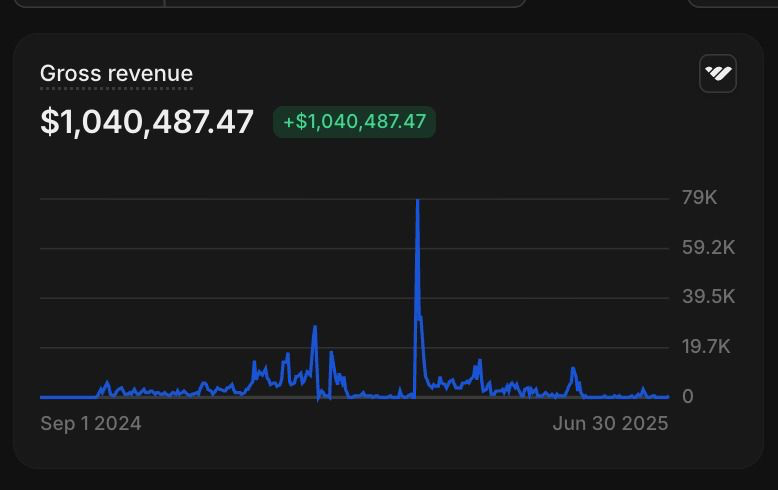 Gross revenue
$1,040,487.47 +$1,040,487.47
79K
59.2K
39.5K
19.7K
0
Sep 1 2024 Jun 30 2025